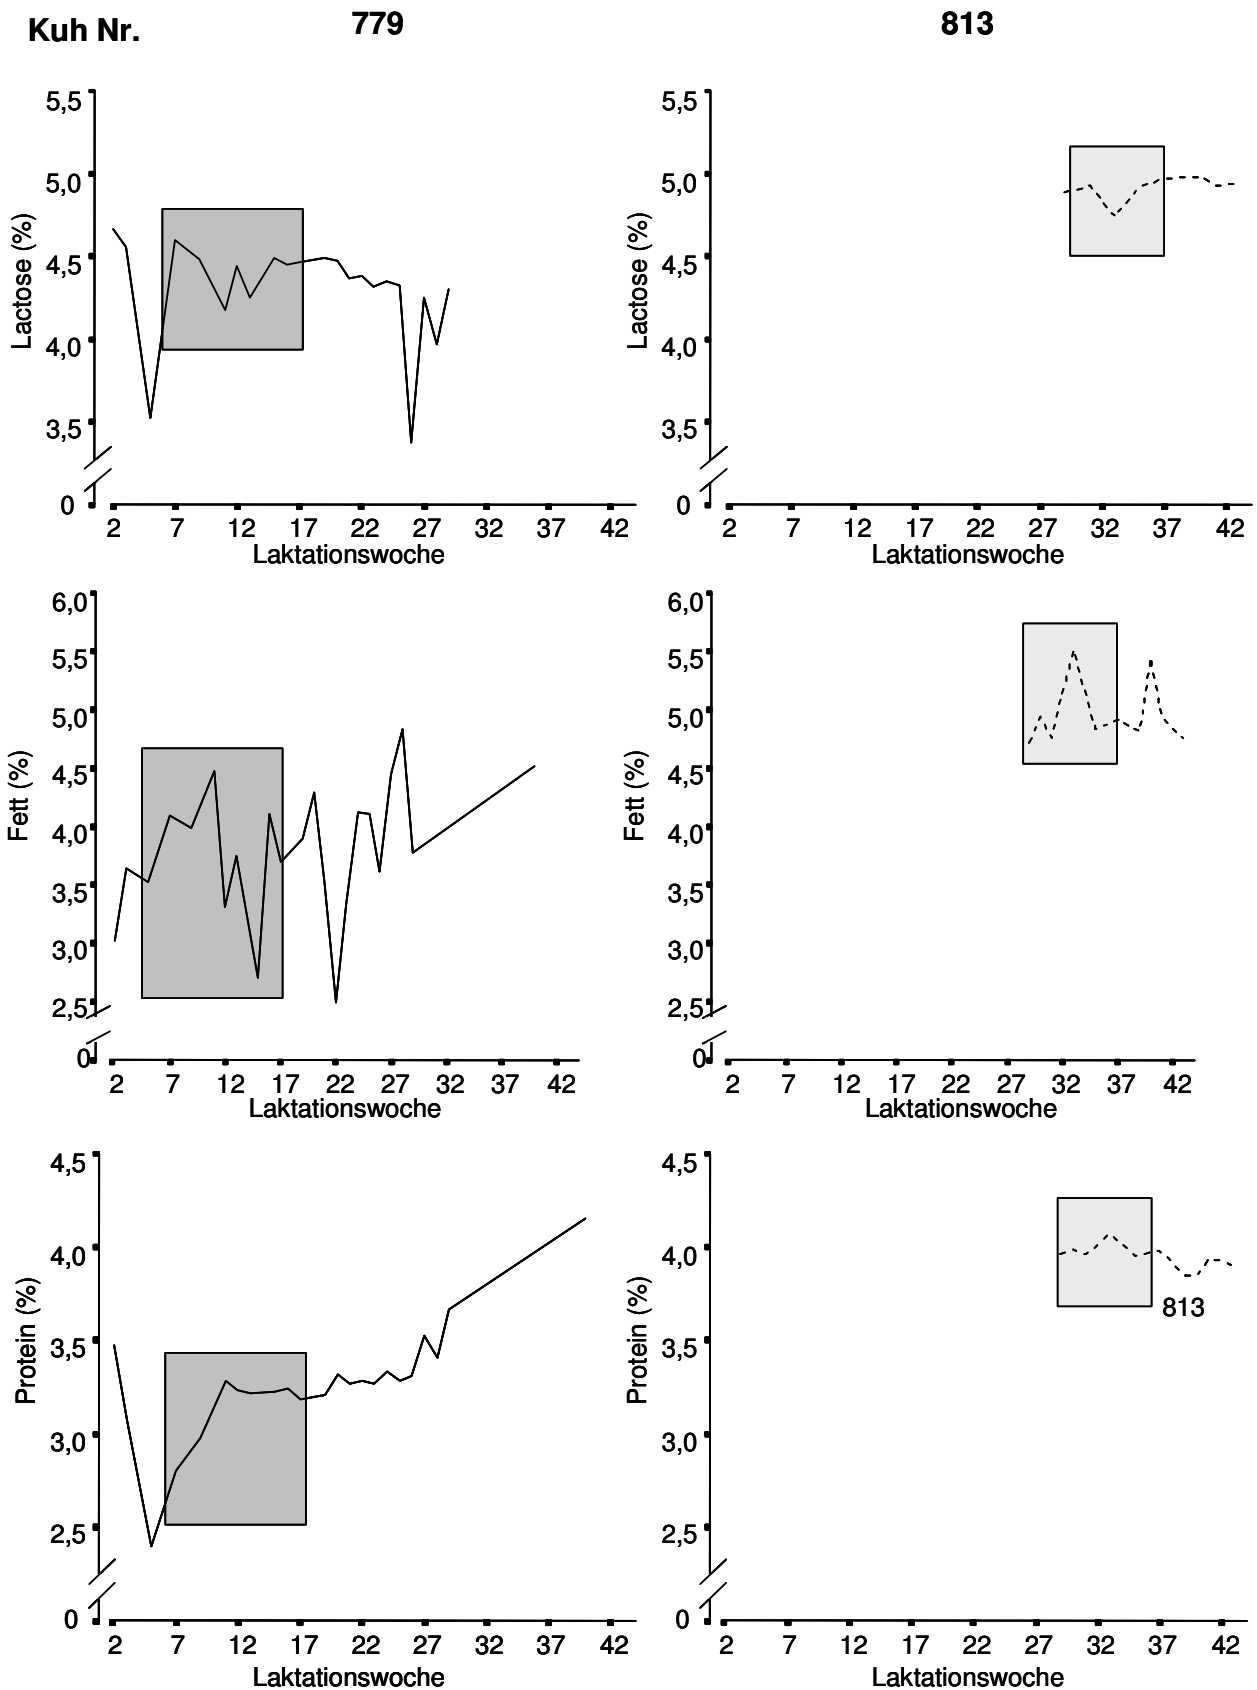 Kuh Nr. 779 813
5,5
5,0
4,5
4,0
3,5
0
Lactose (%)
2 7 12 17 22 27 32 37 42
Laktationswoche
5,5
5,0
4,5
4,0
3,5
0
Lactose (%)
2 7 12 17 22 27 32 37 42
Laktationswoche
6,0
5,5
5,0
4,5
4,0
3,5
3,0
2,5
0
Fett (%)
2 7 12 17 22 27 32 37 42
Laktationswoche
6,0
5,5
5,0
4,5
4,0
3,5
3,0
2,5
0
Fett (%)
2 7 12 17 22 27 32 37 42
Laktationswoche
4,5
4,0
3,5
3,0
2,5
0
Protein (%)
2 7 12 17 22 27 32 37 42
Laktationswoche
4,5
4,0
3,5
3,0
2,5
0
Protein (%)
813
2 7 12 17 22 27 32 37 42
Laktationswoche